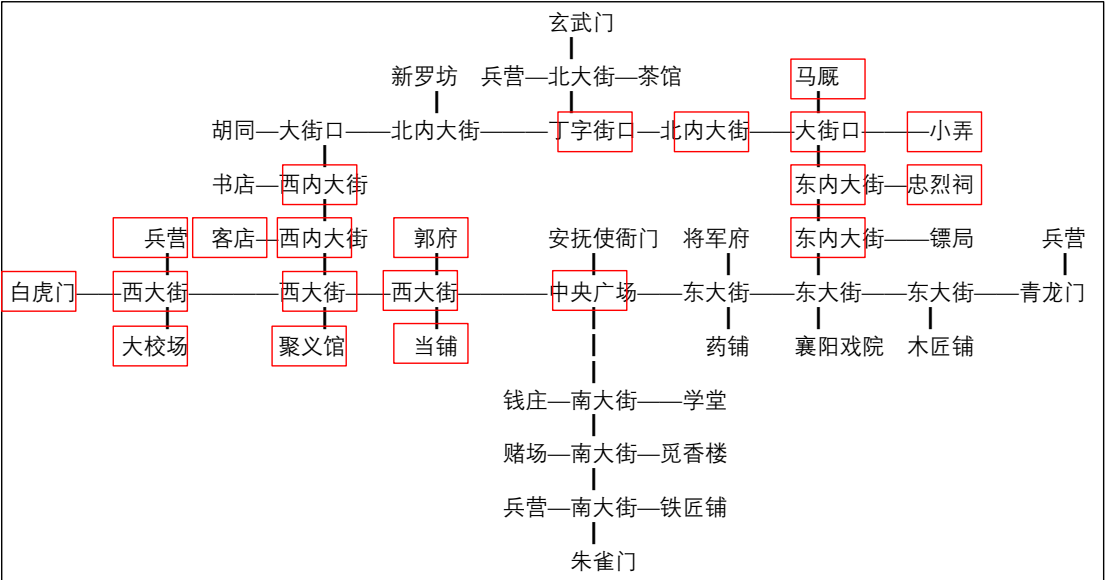 玄武门
新罗坊 兵营—北大街—茶馆 马厩
胡同—大街口——北内大街———丁字街口—北内大街——大街口———小弄
书店—西内大街 东内大街—忠烈祠
兵营 客店—西内大街 郭府 安抚使衙门 将军府 东内大街——镖局 兵营
白虎门——西大街————西大街——西大街————中央广场——东大街——东大街——东大街——青龙门
大校场 聚义馆 当铺 药铺 襄阳戏院 木匠铺
钱庄—南大街——学堂
赌场—南大街—觅香楼
兵营—南大街—铁匠铺
朱雀门